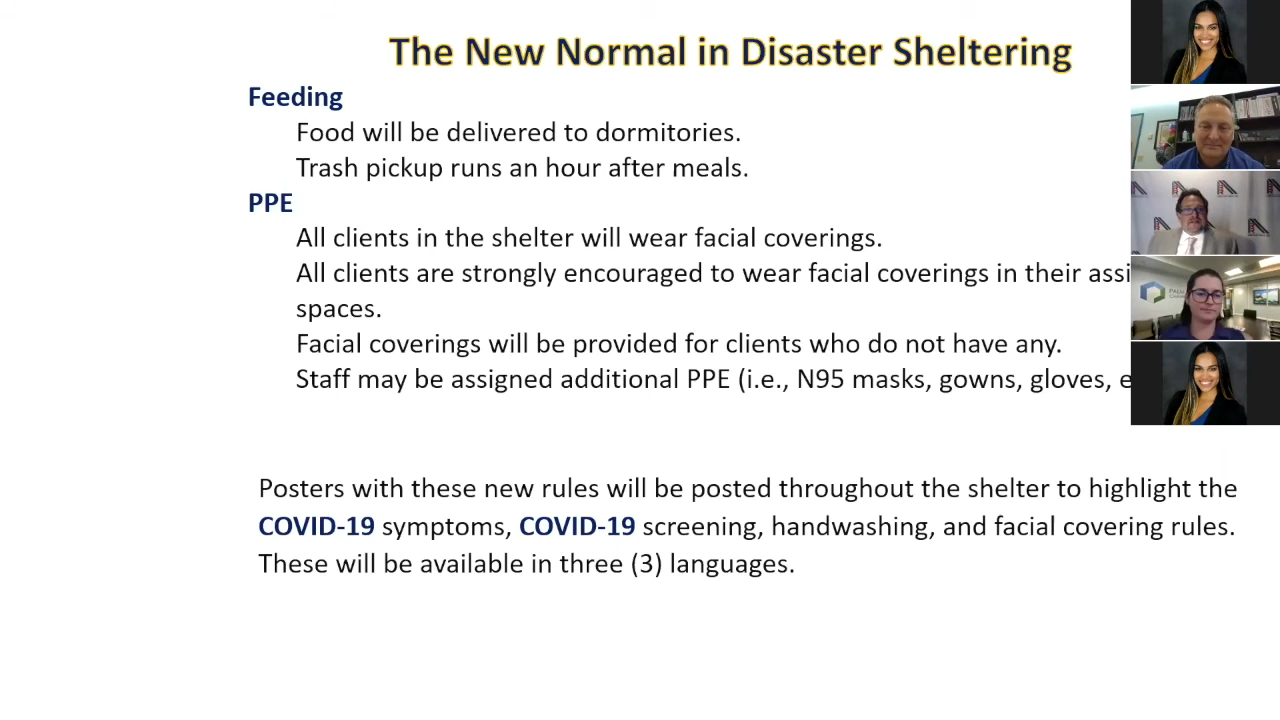 The New Normal in Disaster Sheltering
Feeding
Food will be delivered to dormitories.
Trash pickup runs an hour after meals.
PPE
All clients in the shelter will wear facial coverings.
All clients are strongly encouraged to wear facial coverings in their
spaces.
Facial coverings will be provided for clients who do not have any.
Staff may be assigned additional PPE (i.e., N95 masks, gowns, gloves,
Posters with these new rules will be posted throughout the shelter to highlight the
COVID-19 symptoms, COVID-19 screening, handwashing, and facial covering rules.
These will be available in three (3) languages.